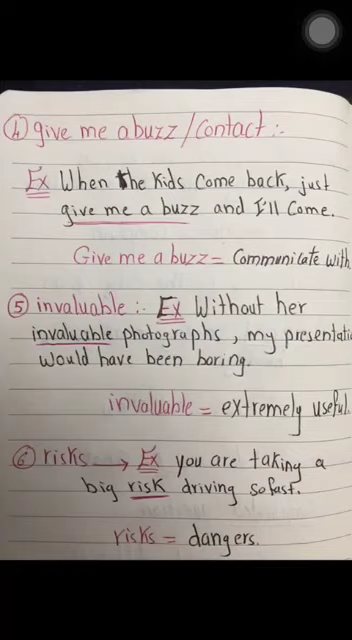 ④ give me a buzz/contact :-
Ex When the kids come back, just
give me a buzz and I'll come.
Give me a buzz = Communicate with
⑤ invaluable :- Ex Without her
invaluable photographs, my presentatio
would have been boring.
invaluable = extremely useful.
⑥ risks → Ex you are taking a
big risk driving so fast.
risks = dangers.